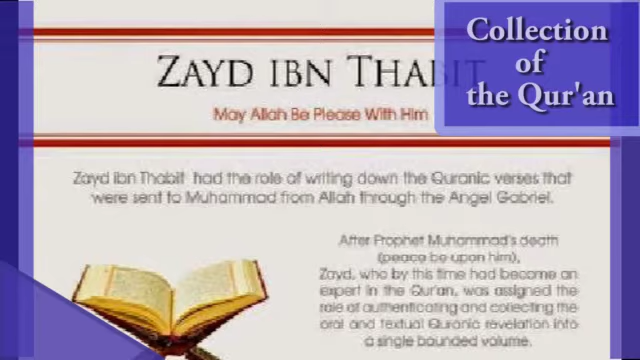 Collection
of
the Qur'an
ZAYD IBN THABIT
May Allah Be Please With Him
Zayd ibn Thabit had the role of writing down the Quranic verses that
were sent to Muhammad from Allah through the Angel Gabriel.
After Prophet Muhammad's death
(peace be upon him),
Zayd, who by this time had become an
expert in the Qur'an, was assigned the
role of authenticating and collecting the
oral and textual Quranic revelation into
a single bounded volume.